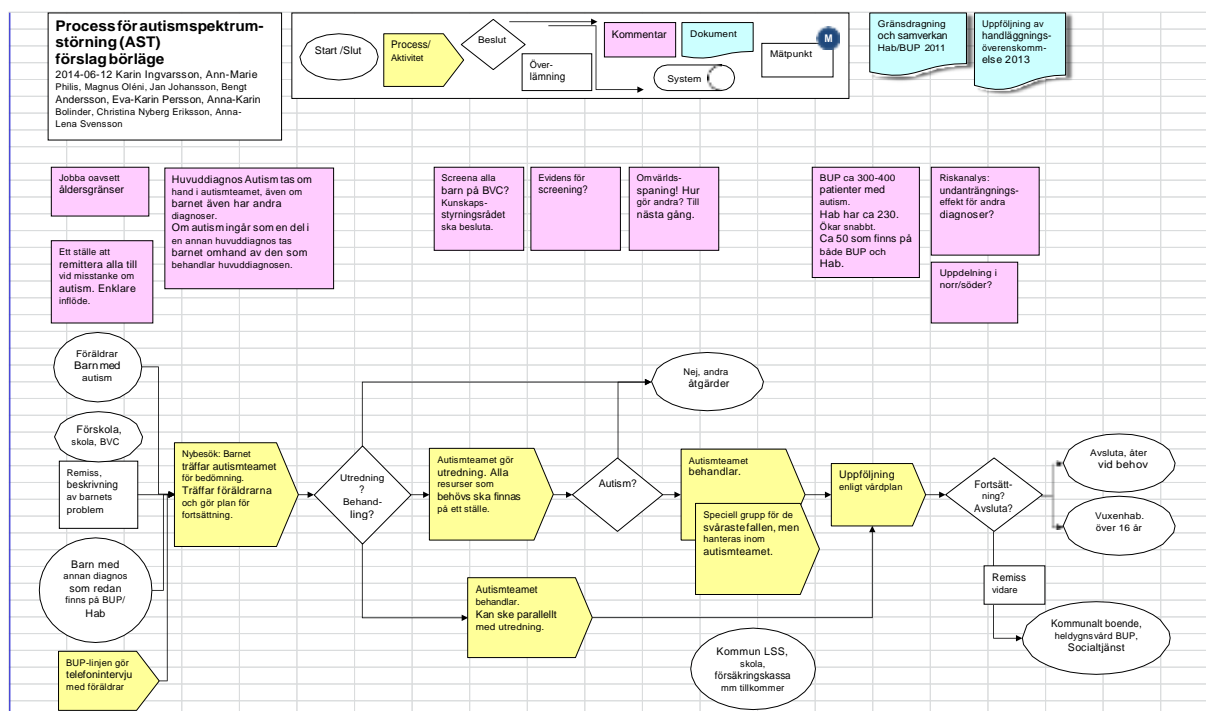 Process för autismspektrum-
störning (AST)
förslag börläge
2014-06-12 Karin Ingvarsson, Ann-Marie
Philis, Magnus Oléni, Jan Johansson, Bengt
Andersson, Eva-Karin Persson, Anna-Karin
Bolinder, Christina Nyberg Eriksson, Anna-
Lena Svensson
Start /Slut
Process/
Aktivitet
Beslut
Över-
lämning
Kommentar
Dokument
System
Mätpunkt
M
Gränsdragning
och samverkan
Hab/BUP 2011
Uppföljning av
handläggnings-
överenskomm-
else 2013
Jobba oavsett
åldersgränser
Huvuddiagnos Autism tas om
hand i autismteamet, även om
barnet även har andra
diagnoser.
Om autism ingår som en del i
en annan huvuddiagnos tas
barnet omhand av den som
behandlar huvuddiagnosen.
Screena alla
barn på BVC?
Kunskaps-
styrningsrådet
ska besluta.
Evidens för
screening?
Omvärlds-
spaning! Hur
gör andra? Till
nästa gång.
BUP ca 300-400
patienter med
autism.
Hab har ca 230.
Ökar snabbt.
Ca 50 som finns på
både BUP och
Hab.
Riskanalys:
undanträngnings-
effekt för andra
diagnoser?
Ett ställe att
remittera alla till
vid misstanke om
autism. Enklare
inflöde.
Uppdelning i
norr/söder?
Föräldrar
Barn med
autism
Nej, andra
åtgärder
Förskola,
skola, BVC
Remiss,
beskrivning
av barnets
problem
Nybesök: Barnet
träffar autismteamet
för bedömning.
Träffar föräldrarna
och gör plan för
fortsättning.
Utredning
?
Behand-
ling?
Autismteamet gör
utredning. Alla
resurser som
behövs ska finnas
på ett ställe.
Autism?
Autismteamet
behandlar.
Speciell grupp för de
svåraste fallen, men
hanteras inom
autismteamet.
Uppföljning
enligt vårdplan
Fortsätt-
ning?
Avsluta?
Avsluta, åter
vid behov
Vuxenhab.
över 16 år
Barn med
annan diagnos
som redan
finns på BUP/
Hab
Autismteamet
behandlar.
Kan ske parallellt
med utredning.
Remiss
vidare
Kommunalt boende,
heldygnsvård BUP,
Socialtjänst
BUP-linjen gör
telefonintervju
med föräldrar
Kommun LSS,
skola,
försäkringskassa
mm tillkommer